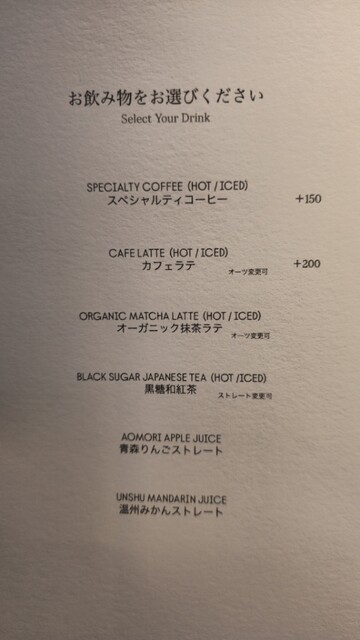 お飲み物をお選びください
Select Your Drink
SPECIALTY COFFEE (HOT / ICED)
スペシャルティコーヒー +150
CAFE LATTE (HOT / ICED)
カフェラテ オーツ変更可 +200
ORGANIC MATCHA LATTE (HOT / ICED)
オーガニック抹茶ラテ オーツ変更可
BLACK SUGAR JAPANESE TEA (HOT /ICED)
黒糖和紅茶 ストレート変更可
AOMORI APPLE JUICE
青森りんごストレート
UNSHU MANDARIN JUICE
温州みかんストレート